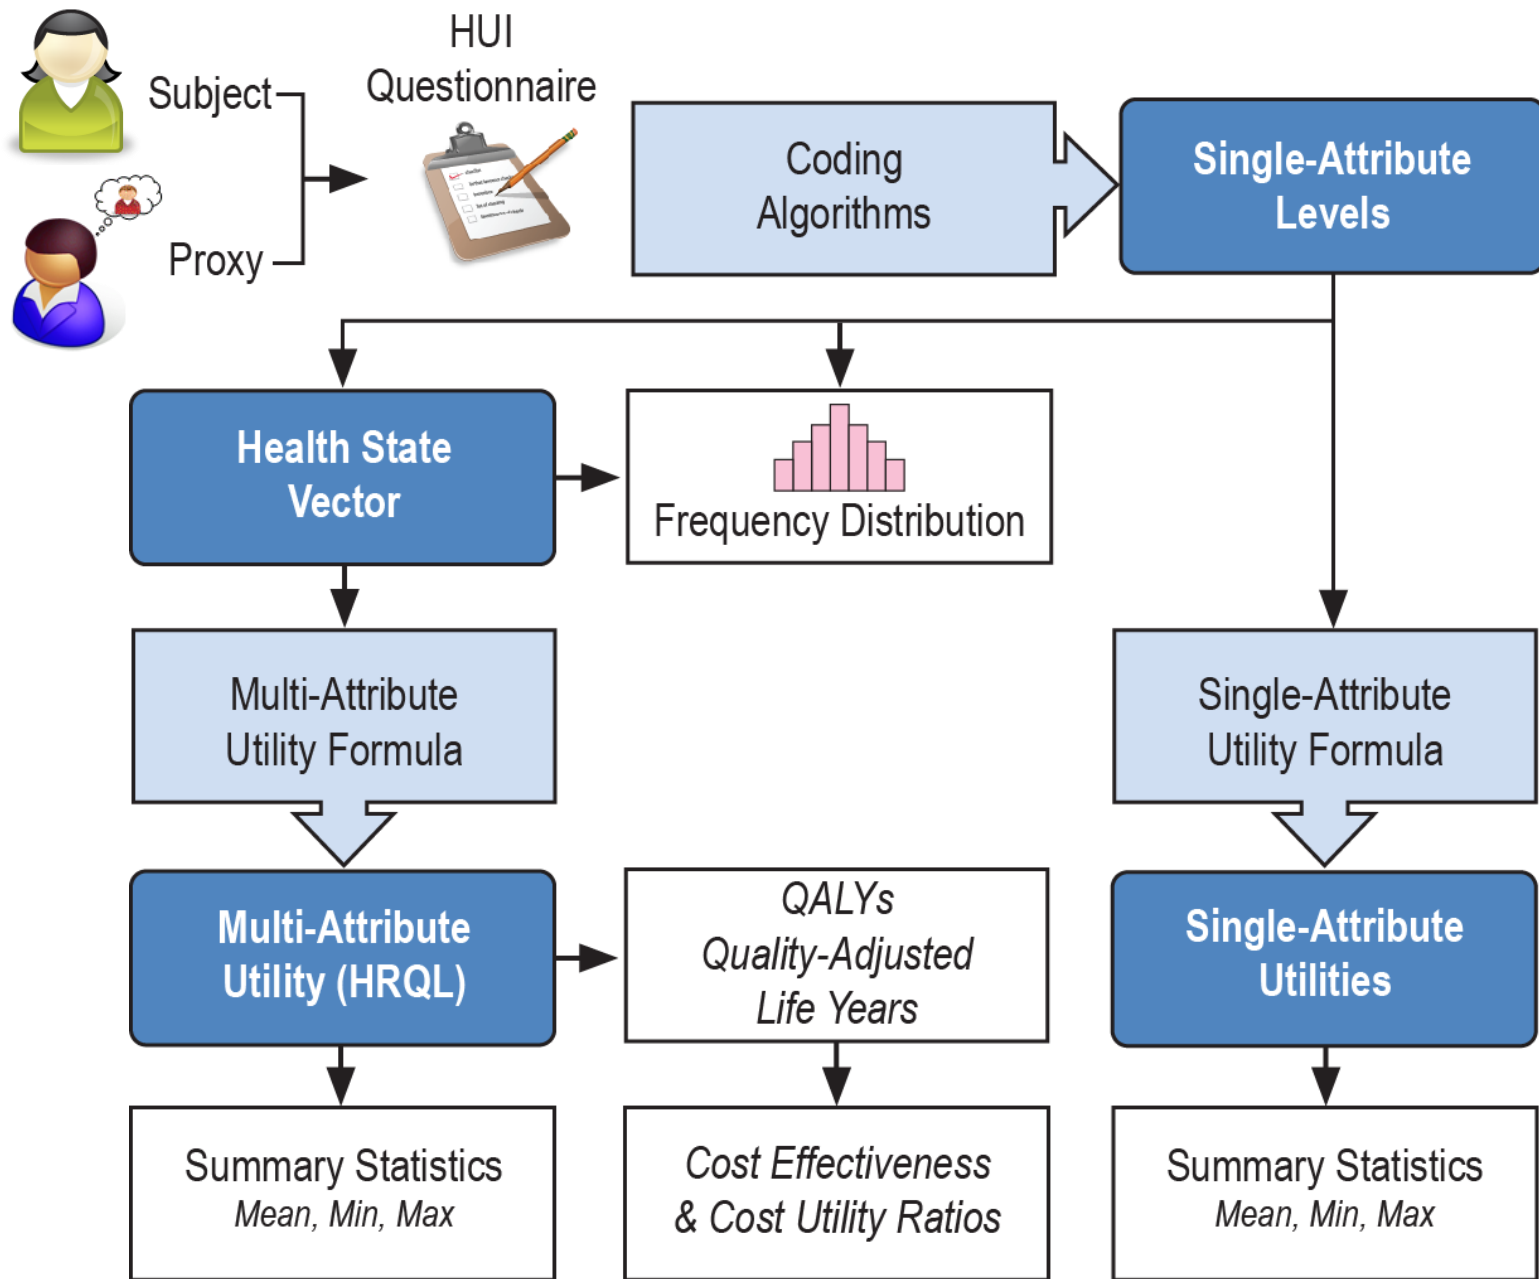 HUI
Questionnaire
Subject
Proxy
Coding
Algorithms
Single-Attribute
Levels
Health State
Vector
Frequency Distribution
Multi-Attribute
Utility Formula
Single-Attribute
Utility Formula
Multi-Attribute
Utility (HRQL)
QALYs
Quality-Adjusted
Life Years
Single-Attribute
Utilities
Summary Statistics
Mean, Min, Max
Cost Effectiveness
& Cost Utility Ratios
Summary Statistics
Mean, Min, Max